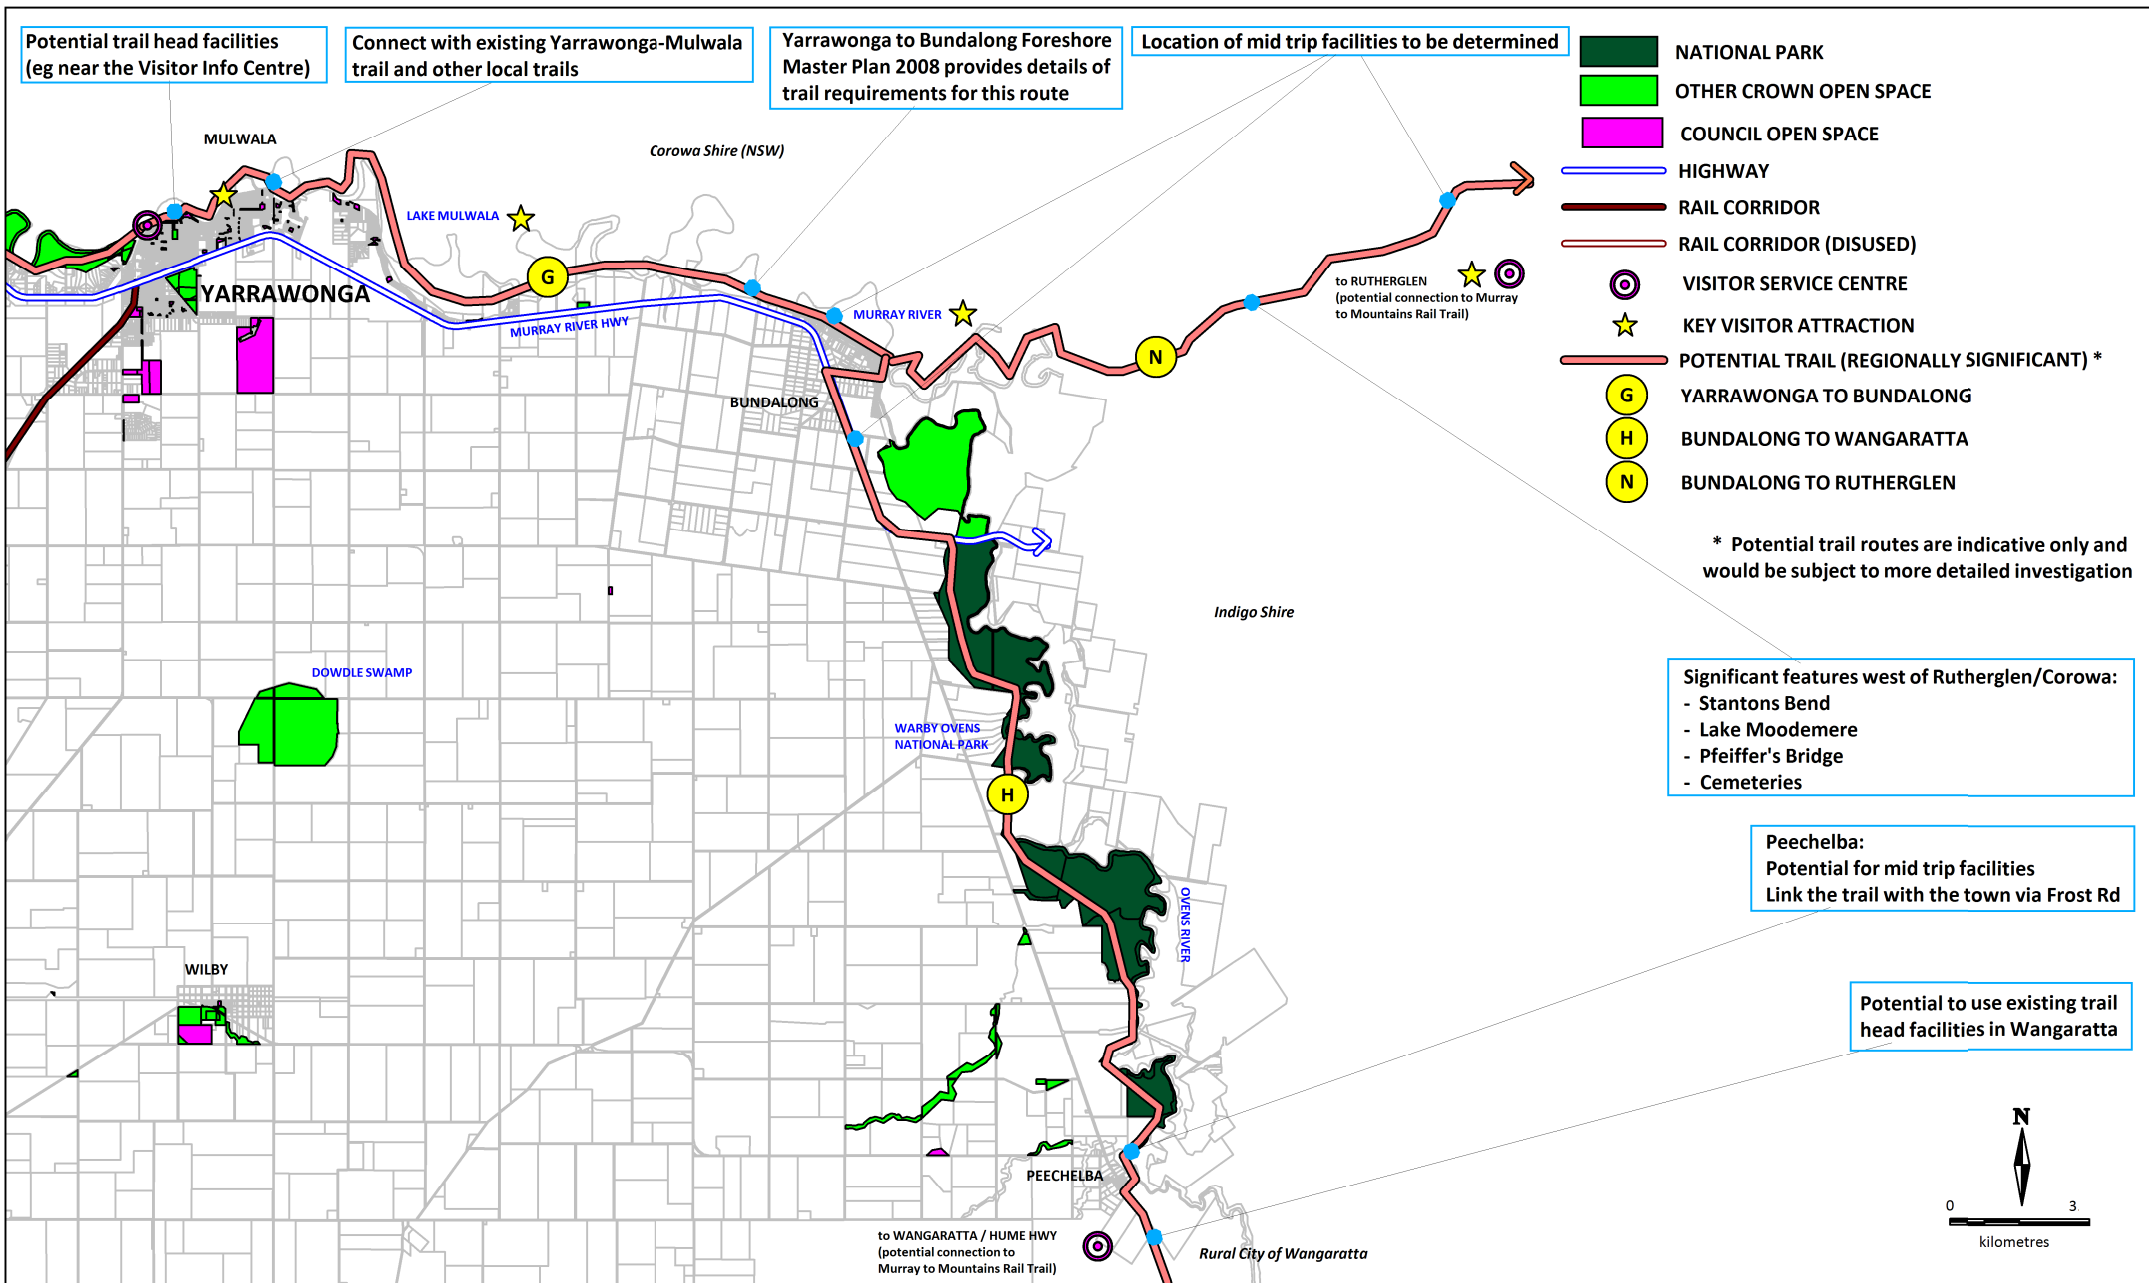 Potential trail head facilities
(eg near the Visitor Info Centre)
Connect with existing Yarrawonga-Mulwala
trail and other local trails
Yarrawonga to Bundalong Foreshore
Master Plan 2008 provides details of
trail requirements for this route
Location of mid trip facilities to be determined
NATIONAL PARK
OTHER CROWN OPEN SPACE
COUNCIL OPEN SPACE
HIGHWAY
RAIL CORRIDOR
RAIL CORRIDOR (DISUSED)
VISITOR SERVICE CENTRE
KEY VISITOR ATTRACTION
POTENTIAL TRAIL (REGIONALLY SIGNIFICANT) *
G
YARRAWONGA TO BUNDALONG
H
BUNDALONG TO WANGARATTA
N
BUNDALONG TO RUTHERGLEN
* Potential trail routes are indicative only and
would be subject to more detailed investigation
MULWALA
Corowa Shire (NSW)
LAKE MULWALA
G
YARRAWONGA
MURRAY RIVER HWY
MURRAY RIVER
to RUTHERGLEN
(potential connection to Murray
to Mountains Rail Trail)
N
BUNDALONG
Indigo Shire
DOWDLE SWAMP
WARBY OVENS
NATIONAL PARK
H
Significant features west of Rutherglen/Corowa:
- Stantons Bend
- Lake Moodemere
- Pfeiffer's Bridge
- Cemeteries
Peechelba:
Potential for mid trip facilities
Link the trail with the town via Frost Rd
OVENS RIVER
WILBY
Potential to use existing trail
head facilities in Wangaratta
PEECHELBA
to WANGARATTA / HUME HWY
(potential connection to
Murray to Mountains Rail Trail)
Rural City of Wangaratta
N
0 3
kilometres